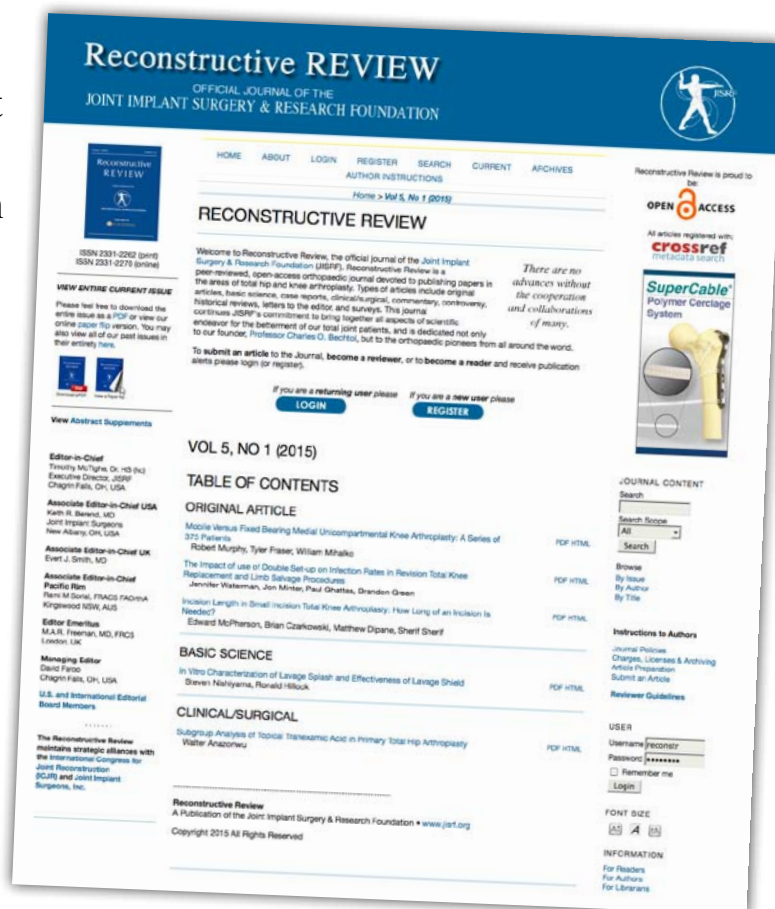 Reconstructive REVIEW
OFFICIAL JOURNAL OF THE
JOINT IMPLANT SURGERY & RESEARCH FOUNDATION
JISRF
Reconstructive
REVIEW
ISSN 2331-2262 (print)
ISSN 2331-2270 (online)
VIEW ENTIRE CURRENT ISSUE
Please feel free to download the
entire issue as a PDF or view our
online paper flip version. You may
also view all of our past issues in
their entirety here.
View Abstract Supplements
Editor-in-Chief
Timothy McTighe, Dr. HS (hc)
Executive Director, JISRF
Chagrin Falls, OH, USA
Associate Editor-in-Chief USA
Keith R. Berend, MD
Joint Implant Surgeons
New Albany, OH, USA
Associate Editor-in-Chief UK
Evert J. Smith, MD
Associate Editor-in-Chief
Pacific Rim
Rami M Sorial, FRACS FAOrthA
Kingswood NSW, AUS
Editor Emeritus
M.A.R. Freeman, MD, FRCS
London, UK
Managing Editor
David Faroo
Chagrin Falls, OH, USA
U.S. and International Editorial
Board Members
.......
The Reconstructive Review
maintains strategic alliances with
the International Congress for
Joint Reconstruction
(ICJR) and Joint Implant
Surgeons, Inc.
HOME ABOUT LOGIN REGISTER SEARCH CURRENT ARCHIVES
AUTHOR INSTRUCTIONS
Home > Vol 5, No 1 (2015)
RECONSTRUCTIVE REVIEW
Welcome to Reconstructive Review, the official journal of the Joint Implant
Surgery & Research Foundation (JISRF). Reconstructive Review is a
peer-reviewed, open-access orthopaedic journal devoted to publishing papers in
the areas of total hip and knee arthroplasty. Types of articles include original
articles, basic science, case reports, clinical/surgical, commentary, controversy,
historical reviews, letters to the editor, and surveys. This journal
continues JISRF's commitment to bring together all aspects of scientific
endeavor for the betterment of our total joint patients, and is dedicated not only
to our founder, Professor Charles O. Bechtol, but to the orthopaedic pioneers from all around the world.
There are no
advances without
the cooperation
and collaborations
of many.
To submit an article to the Journal, become a reviewer, or to become a reader and receive publication
alerts please login (or register).
If you are a returning user please
LOGIN
If you are a new user please
REGISTER
VOL 5, NO 1 (2015)
TABLE OF CONTENTS
ORIGINAL ARTICLE
Mobile Versus Fixed Bearing Medial Unicompartmental Knee Arthroplasty: A Series of
375 Patients PDF HTML
Robert Murphy, Tyler Fraser, William Mihalko
The Impact of use of Double Set-up on Infection Rates in Revision Total Knee
Replacement and Limb Salvage Procedures PDF HTML
Jennifer Waterman, Jon Minter, Paul Ghattas, Brandon Green
Incision Length in Small Incision Total Knee Arthroplasty: How Long of an Incision Is
Needed? PDF HTML
Edward McPherson, Brian Czarkowski, Matthew Dipane, Sherif Sherif
BASIC SCIENCE
In Vitro Characterization of Lavage Splash and Effectiveness of Lavage Shield PDF HTML
Steven Nishiyama, Ronald Hillock
CLINICAL/SURGICAL
Subgroup Analysis of Topical Tranexamic Acid in Primary Total Hip Arthroplasty PDF HTML
Walter Anazonwu
Reconstructive Review
A Publication of the Joint Implant Surgery & Research Foundation • www.jisrf.org
Copyright 2015 All Rights Reserved
Reconstructive Review is proud to
be:
OPEN ACCESS
All articles registered with:
crossref
metadata search
SuperCable®
Polymer Cerclage
System
JOURNAL CONTENT
Search
Search Scope
All
Search
Browse
By Issue
By Author
By Title
Instructions to Authors
Journal Policies
Charges, Licenses & Archiving
Article Preparation
Submit an Article
Reviewer Guidelines
USER
Username reconstr
Password ••••••••
Remember me
Login
FONT SIZE
INFORMATION
For Readers
For Authors
For Librarians